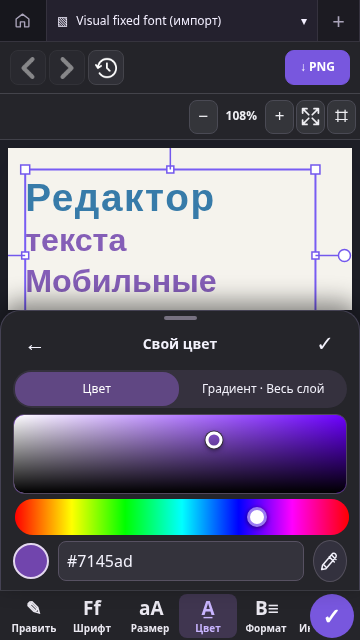 Visual fixed font (импорт)
↓ PNG
108%
Редактор
текста
Мобильные
Свой цвет
Цвет
Градиент · Весь слой
#7145ad
Ff
aA
A
B≡
Править
Шрифт
Размер
Цвет
Формат